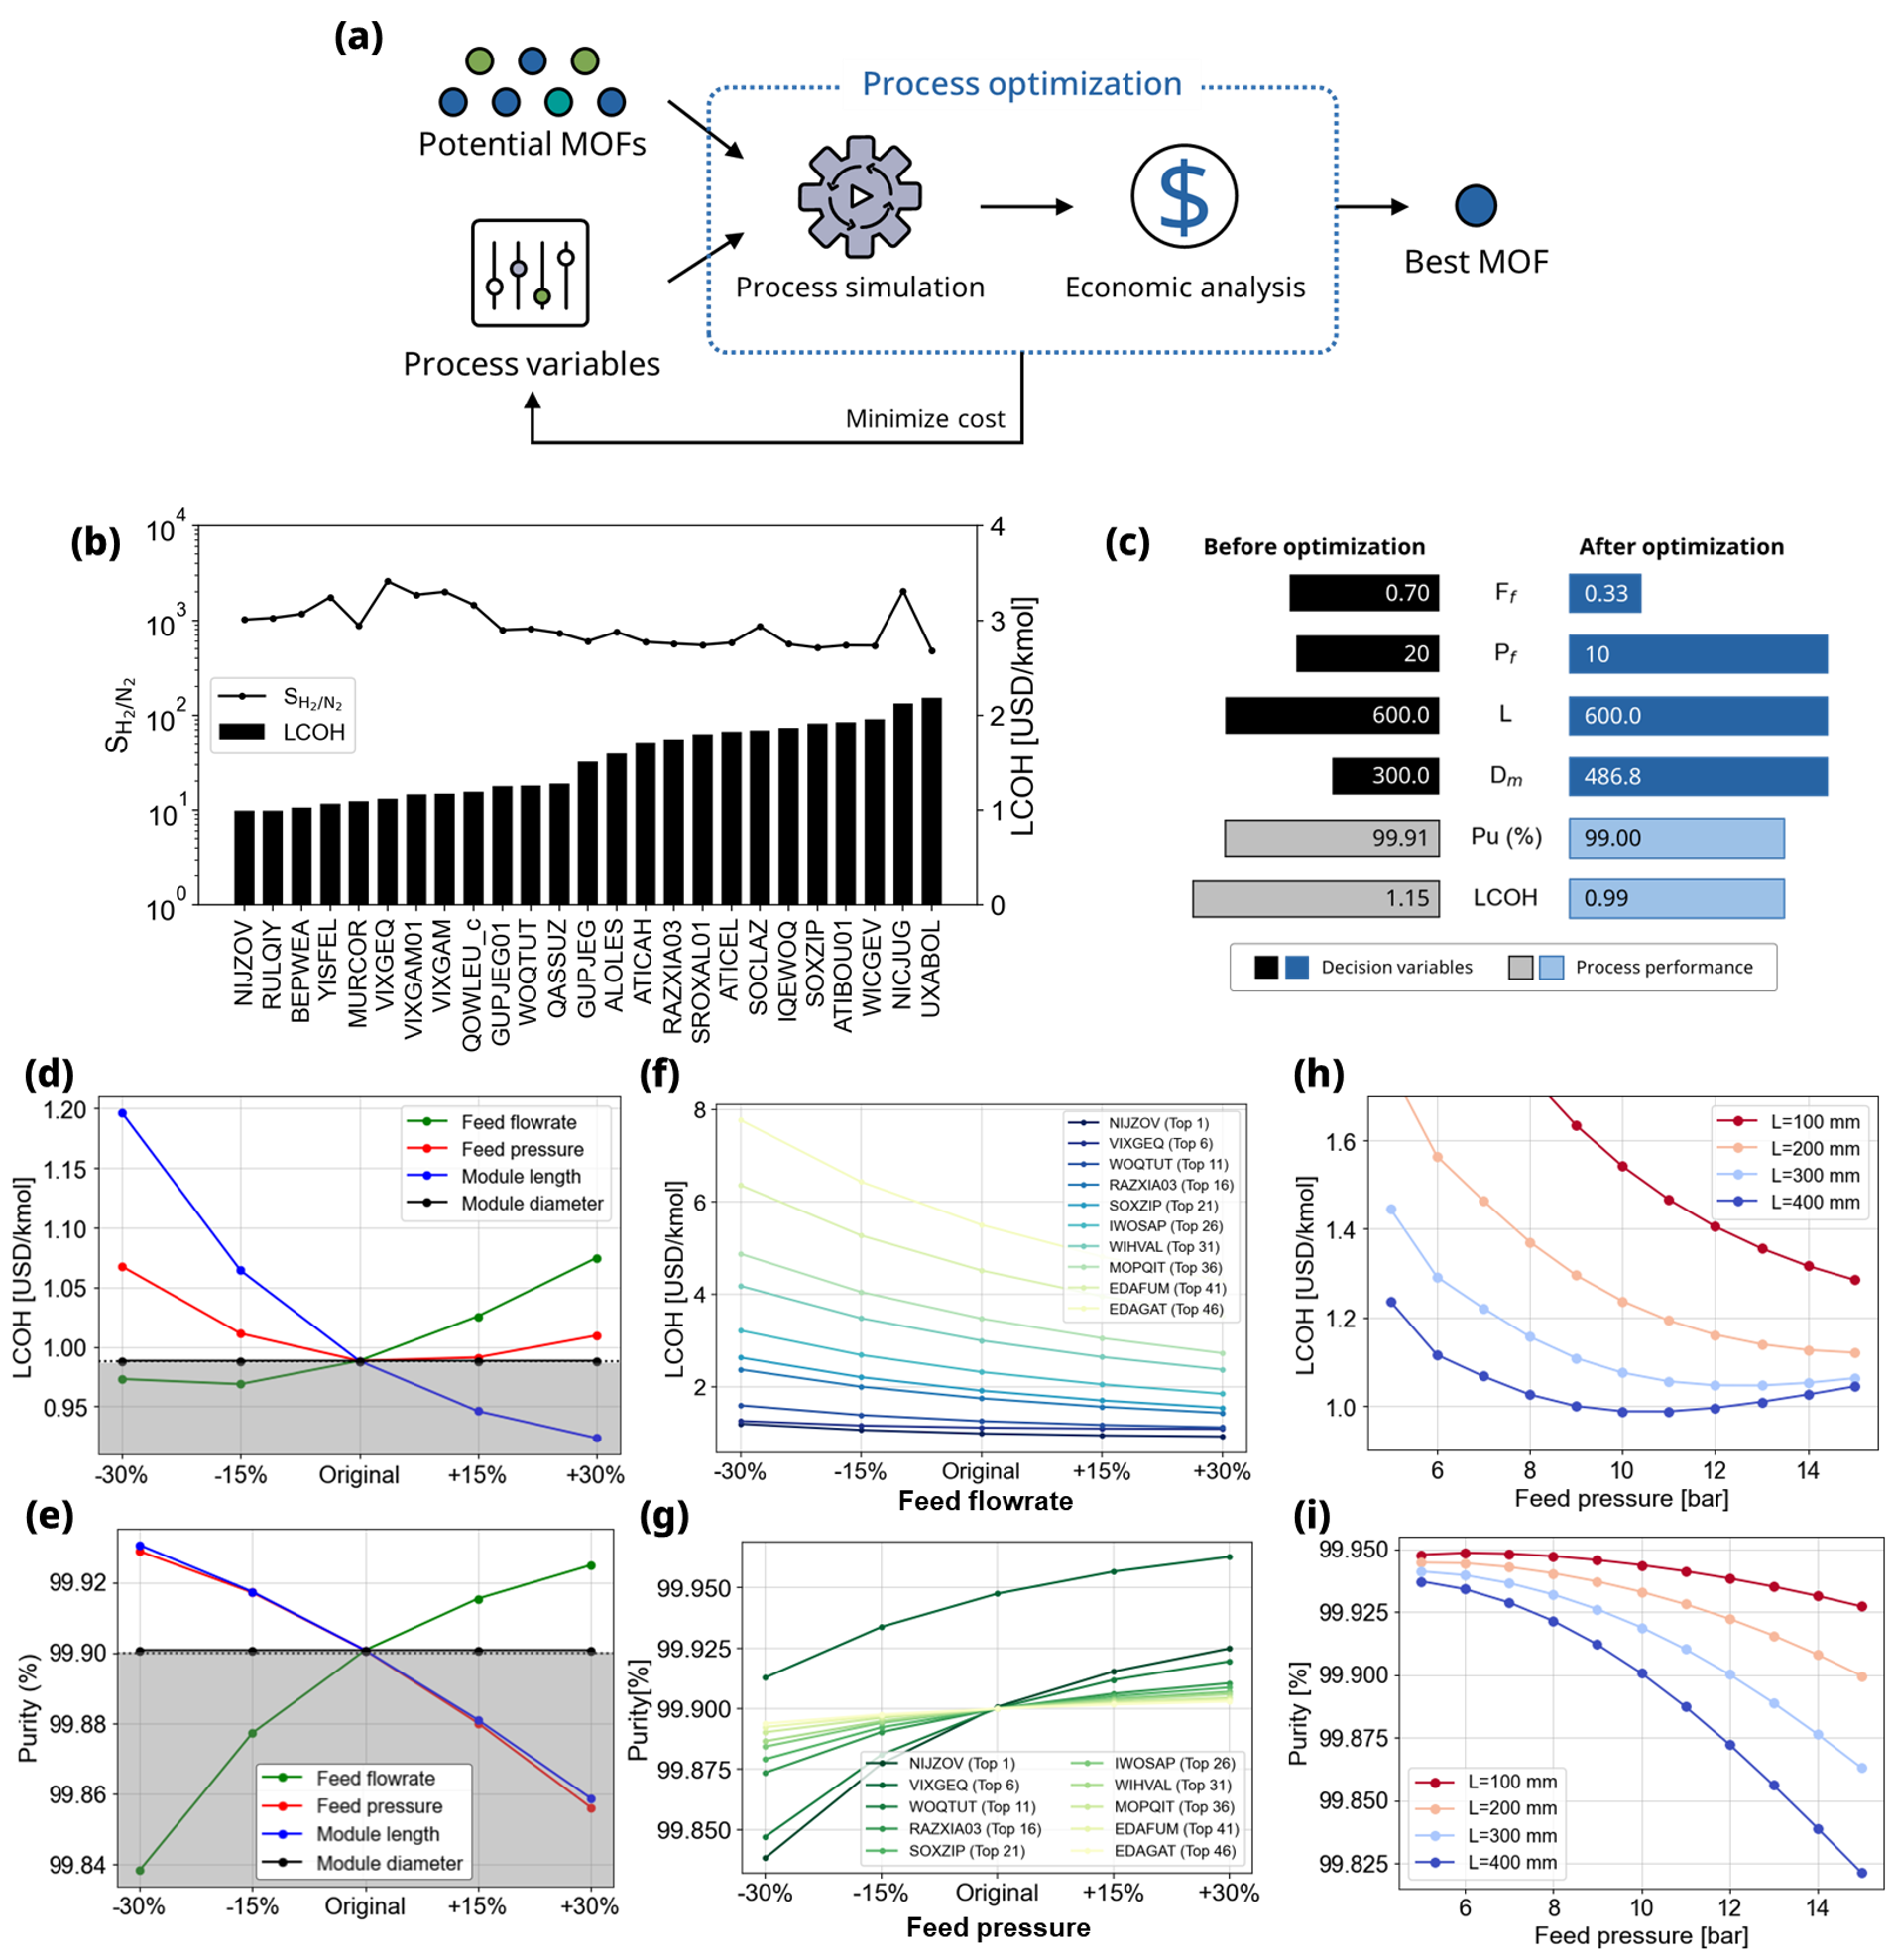 (a)
Potential MOFs
Process variables
Process optimization
$
Process simulation
Economic analysis
Best MOF
Minimize cost
(b)
10^4
10^3
10^2
10^1
10^0
S_H2/N2
4
3
2
1
0
LCOH [USD/kmol]
S_H2/N2
LCOH
NIJZOV
RULQIY
BEPWEA
YISFEL
MURCOR
VIXGEQ
VIXGAM01
VIXGAM
QOWLEU_c
GUPJEG01
WOQTUT
QASSUZ
GUPJEG
ALOLES
ATICAH
RAZXIA03
SROXAL01
ATICEL
SOCLAZ
IQEWOQ
SOXZIP
ATIBOU01
WICGEV
NICJUG
UXABOL
(c)
Before optimization
After optimization
0.70 F_f 0.33
20 P_f 10
600.0 L 600.0
300.0 D_m 486.8
99.91 Pu (%) 99.00
1.15 LCOH 0.99
Decision variables
Process performance
(d)
LCOH [USD/kmol]
1.20
1.15
1.10
1.05
1.00
0.95
Feed flowrate
Feed pressure
Module length
Module diameter
-30% -15% Original +15% +30%
(f)
LCOH [USD/kmol]
8
6
4
2
NIJZOV (Top 1)
VIXGEQ (Top 6)
WOQTUT (Top 11)
RAZXIA03 (Top 16)
SOXZIP (Top 21)
IWOSAP (Top 26)
WIHVAL (Top 31)
MOPQIT (Top 36)
EDAFUM (Top 41)
EDAGAT (Top 46)
-30% -15% Original +15% +30%
Feed flowrate
(h)
LCOH [USD/kmol]
1.6
1.4
1.2
1.0
L=100 mm
L=200 mm
L=300 mm
L=400 mm
6 8 10 12 14
Feed pressure [bar]
(e)
Purity (%)
99.92
99.90
99.88
99.86
99.84
Feed flowrate
Feed pressure
Module length
Module diameter
-30% -15% Original +15% +30%
(g)
Purity[%]
99.950
99.925
99.900
99.875
99.850
NIJZOV (Top 1)
VIXGEQ (Top 6)
WOQTUT (Top 11)
RAZXIA03 (Top 16)
SOXZIP (Top 21)
IWOSAP (Top 26)
WIHVAL (Top 31)
MOPQIT (Top 36)
EDAFUM (Top 41)
EDAGAT (Top 46)
-30% -15% Original +15% +30%
Feed pressure
(i)
Purity [%]
99.950
99.925
99.900
99.875
99.850
99.825
L=100 mm
L=200 mm
L=300 mm
L=400 mm
6 8 10 12 14
Feed pressure [bar]